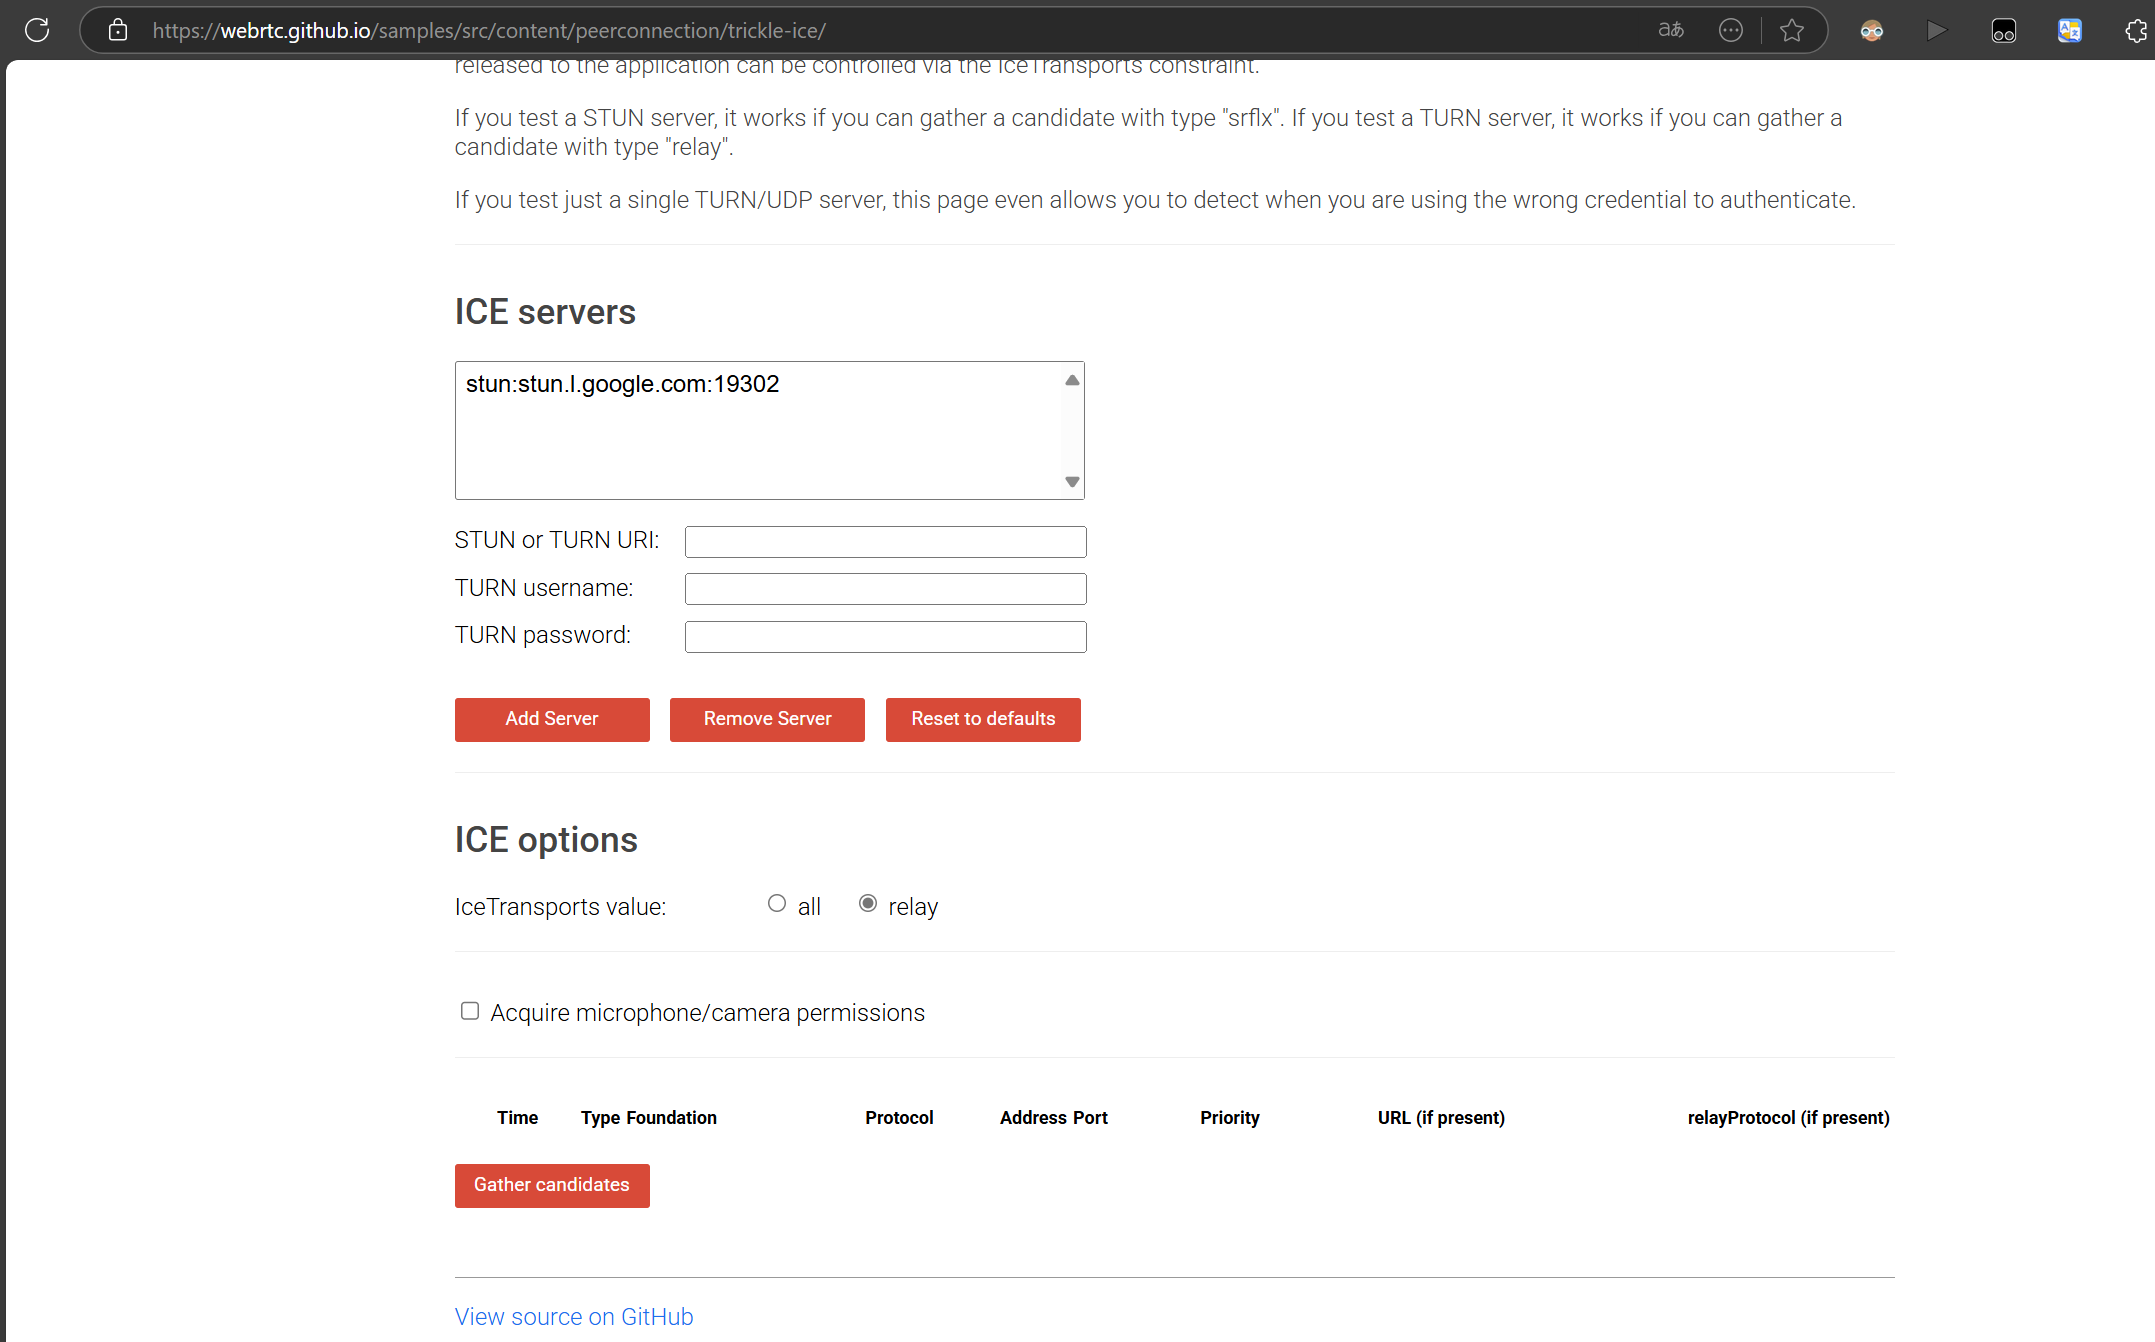 https://webrtc.github.io/samples/src/content/peerconnection/trickle-ice/
released to the application can be controlled via the IceTransports constraint.
If you test a STUN server, it works if you can gather a candidate with type "srflx". If you test a TURN server, it works if you can gather a
candidate with type "relay".
If you test just a single TURN/UDP server, this page even allows you to detect when you are using the wrong credential to authenticate.
ICE servers
stun:stun.l.google.com:19302
STUN or TURN URI:
TURN username:
TURN password:
Add Server Remove Server Reset to defaults
ICE options
IceTransports value: all relay
Acquire microphone/camera permissions
Time Type Foundation Protocol Address Port Priority URL (if present) relayProtocol (if present)
Gather candidates
View source on GitHub